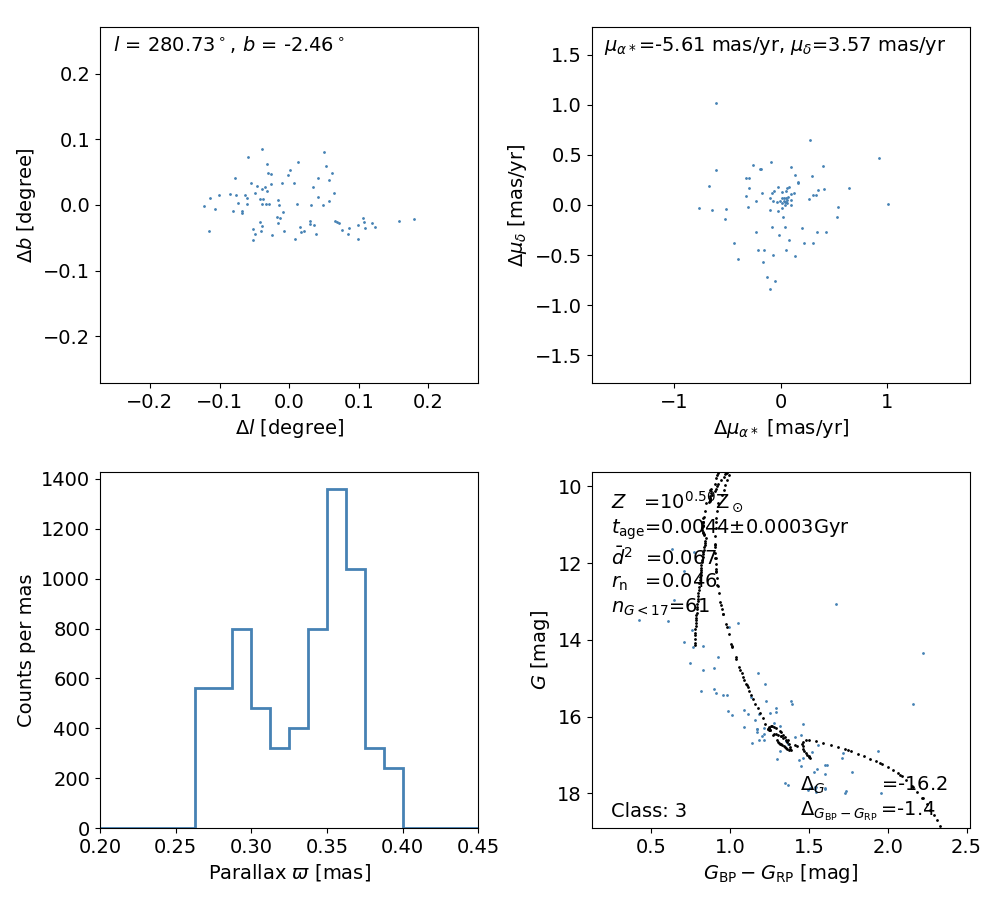 l = 280.73°, b = -2.46°
0.2
0.1
0.0
−0.1
−0.2
Δb [degree]
−0.2 −0.1 0.0 0.1 0.2
Δl [degree]
μα∗=-5.61 mas/yr, μδ=3.57 mas/yr
1.5
1.0
0.5
0.0
−0.5
−1.0
−1.5
Δμδ [mas/yr]
−1 0 1
Δμα∗ [mas/yr]
1400
1200
1000
800
600
400
200
0
Counts per mas
0.20 0.25 0.30 0.35 0.40 0.45
Parallax ϖ [mas]
10
12
14
16
18
G [mag]
Z =10^0.50 Z⊙
t_age=0.0044±0.0003Gyr
d̄² =0.067
r_n =0.046
n_G<17=61
Δ_G =-16.2
Δ_GBP−GRP =-1.4
Class: 3
0.5 1.0 1.5 2.0 2.5
G_BP − G_RP [mag]